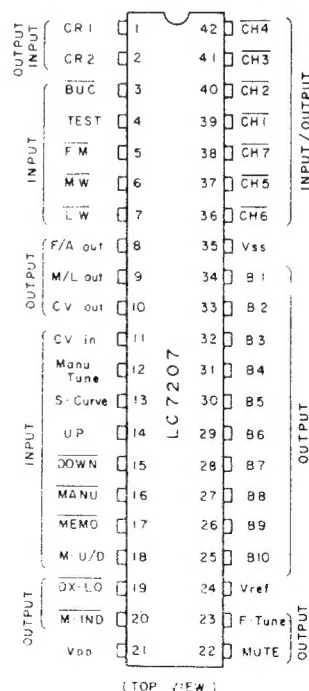 CR1 1 42 CH4
CR2 2 41 CH3
BUC 3 40 CH2
TEST 4 39 CH1
FM 5 38 CH7
MW 6 37 CH5
LW 7 36 CH6
F/A out 8 35 Vss
M/L out 9 34 B1
CV out 10 33 B2
CV in 11 32 B3
Manu Tune 12 31 B4
S-Curve 13 30 B5
UP 14 29 B6
DOWN 15 28 B7
MANU 16 27 B8
MEMO 17 26 B9
M-U/D 18 25 B10
DX-LO 19 24 Vref
M-IND 20 23 F-Tune
VDD 21 22 MUTE
OUTPUT INPUT
INPUT
OUTPUT
INPUT
OUTPUT
LC7207
INPUT/OUTPUT
OUTPUT
OUTPUT
(TOP VIEW)